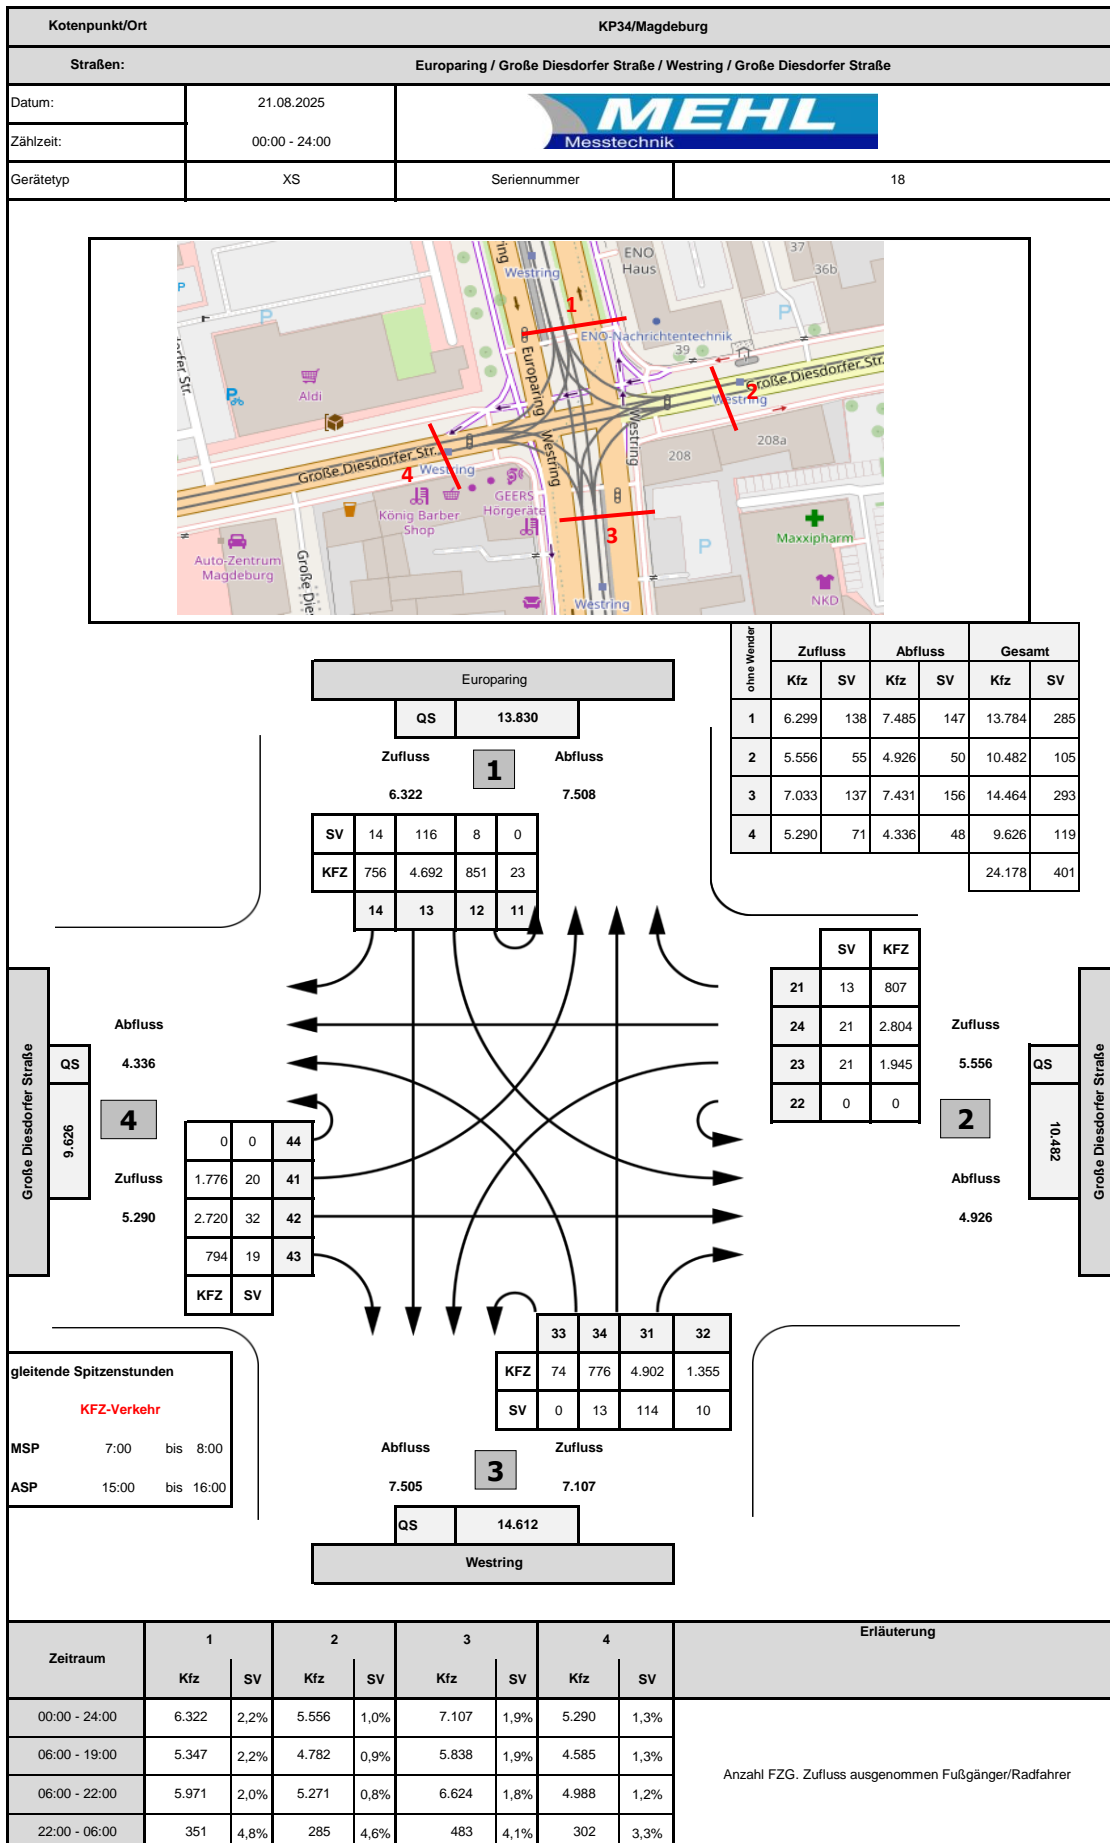 Kotenpunkt/Ort KP34/Magdeburg
Straßen: Europaring / Große Diesdorfer Straße / Westring / Große Diesdorfer Straße
Datum: 21.08.2025
MEHL
Messtechnik
Zählzeit: 00:00 - 24:00
Gerätetyp XS Seriennummer 18
ing
Westring
ENO
Haus
37
36b
P
1
ENO-Nachrichtentechnik
39
Europaring
Große Diesdorfer Str.
2
Westring
Aldi
P
Westring
Westring
208
208a
Große Diesdorfer Str.
4
Westring
König Barber
Shop
GEERS
Hörgeräte
3
P
Maxxipharm
Auto-Zentrum
Magdeburg
Große Die
Westring
NKD
ohne Wender Zufluss Abfluss Gesamt
Kfz SV Kfz SV Kfz SV
1 6.299 138 7.485 147 13.784 285
2 5.556 55 4.926 50 10.482 105
3 7.033 137 7.431 156 14.464 293
4 5.290 71 4.336 48 9.626 119
24.178 401
Europaring
QS 13.830
Zufluss 1 Abfluss
6.322 7.508
SV 14 116 8 0
KFZ 756 4.692 851 23
14 13 12 11
SV KFZ
21 13 807
24 21 2.804
23 21 1.945
22 0 0
Zufluss
5.556
2
Abfluss
4.926
QS
10.482
Große Diesdorfer Straße
Große Diesdorfer Straße
QS
9.626
Abfluss
4.336
4
Zufluss
5.290
0 0 44
1.776 20 41
2.720 32 42
794 19 43
KFZ SV
33 34 31 32
KFZ 74 776 4.902 1.355
SV 0 13 114 10
Abfluss 3 Zufluss
7.505 7.107
QS 14.612
Westring
gleitende Spitzenstunden
KFZ-Verkehr
MSP 7:00 bis 8:00
ASP 15:00 bis 16:00
Zeitraum 1 2 3 4 Erläuterung
Kfz SV Kfz SV Kfz SV Kfz SV
00:00 - 24:00 6.322 2,2% 5.556 1,0% 7.107 1,9% 5.290 1,3%
06:00 - 19:00 5.347 2,2% 4.782 0,9% 5.838 1,9% 4.585 1,3%
Anzahl FZG. Zufluss ausgenommen Fußgänger/Radfahrer
06:00 - 22:00 5.971 2,0% 5.271 0,8% 6.624 1,8% 4.988 1,2%
22:00 - 06:00 351 4,8% 285 4,6% 483 4,1% 302 3,3%